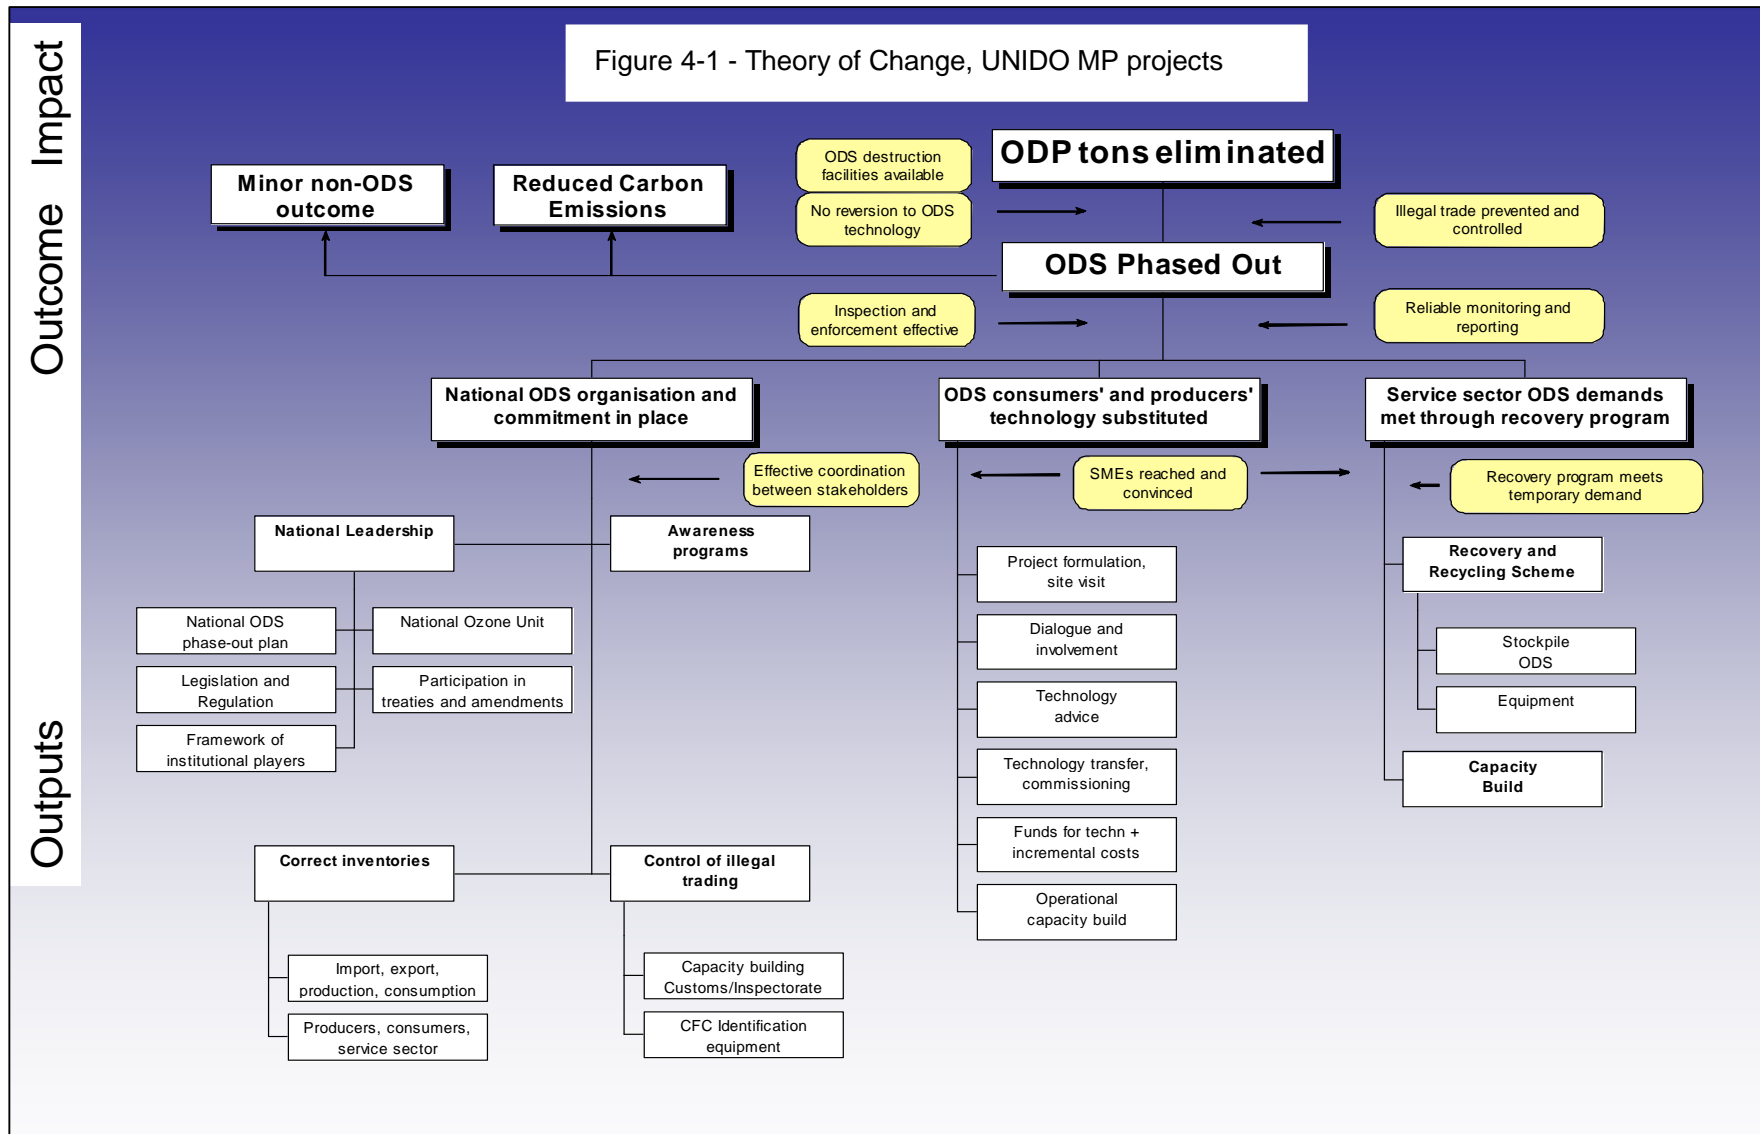 Figure 4-1 - Theory of Change, UNIDO MP projects
Impact
Outcome
Outputs
ODP tons eliminated
ODS destruction
facilities available
No reversion to ODS
technology
Illegal trade prevented and
controlled
Minor non-ODS
outcome
Reduced Carbon
Emissions
ODS Phased Out
Inspection and
enforcement effective
Reliable monitoring and
reporting
National ODS organisation and
commitment in place
ODS consumers' and producers'
technology substituted
Service sector ODS demands
met through recovery program
Effective coordination
between stakeholders
SMEs reached and
convinced
Recovery program meets
temporary demand
National Leadership
Awareness
programs
National ODS
phase-out plan
National Ozone Unit
Legislation and
Regulation
Participation in
treaties and amendments
Framework of
institutional players
Correct inventories
Control of illegal
trading
Import, export,
production, consumption
Producers, consumers,
service sector
Capacity building
Customs/Inspectorate
CFC Identification
equipment
Project formulation,
site visit
Dialogue and
involvement
Technology
advice
Technology transfer,
commissioning
Funds for techn +
incremental costs
Operational
capacity build
Recovery and
Recycling Scheme
Stockpile
ODS
Equipment
Capacity
Build